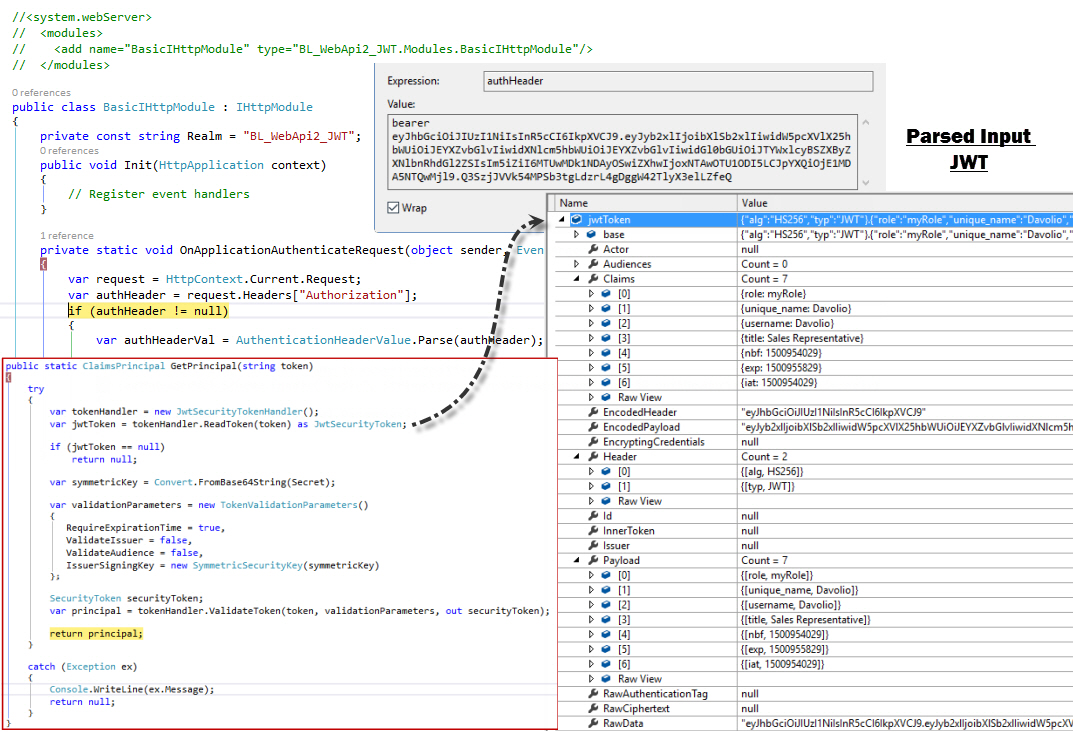 //<system.webServer>
//  <modules>
//    <add name="BasicIHttpModule" type="BL_WebApi2_JWT.Modules.BasicIHttpModule"/>
//  </modules>
0 references
public class BasicIHttpModule : IHttpModule
{
private const string Realm = "BL_WebApi2_JWT";
0 references
public void Init(HttpApplication context)
{
// Register event handlers
}
1 reference
private static void OnApplicationAuthenticateRequest(object sender, Even
{
var request = HttpContext.Current.Request;
var authHeader = request.Headers["Authorization"];
if (authHeader != null)
{
var authHeaderVal = AuthenticationHeaderValue.Parse(authHeader);
Expression: authHeader
Value:
bearer
eyJhbGciOiJIUzI1NiIsInR5cCI6IkpXVCJ9.eyJyb2xlIjoibXlSb2xlIiwidW5pcXVlX25h
bWUiOiJEYXZvbGlvIiwidXNlcm5hbWUiOiJEYXZvbGlvIiwidGl0bGUiOiJTYWxlcyBSZXByZ
XNlbnRhdGl2ZSIsIm5iZiI6MTUwMDk1NDAyOSwiZXhwIjoxNTAwOTU1ODI5LCJpYXQiOjE1MD
A5NTQwMjl9.Q3SzjJVVk54MPSb3tgLdzrL4gDggW42TlyX3elLZfeQ
Wrap
Parsed Input
JWT
public static ClaimsPrincipal GetPrincipal(string token)
{
try
{
var tokenHandler = new JwtSecurityTokenHandler();
var jwtToken = tokenHandler.ReadToken(token) as JwtSecurityToken;
if (jwtToken == null)
return null;
var symmetricKey = Convert.FromBase64String(Secret);
var validationParameters = new TokenValidationParameters()
{
RequireExpirationTime = true,
ValidateIssuer = false,
ValidateAudience = false,
IssuerSigningKey = new SymmetricSecurityKey(symmetricKey)
};
SecurityToken securityToken;
var principal = tokenHandler.ValidateToken(token, validationParameters, out securityToken);
return principal;
}
catch (Exception ex)
{
Console.WriteLine(ex.Message);
return null;
}
}
Name Value
jwtToken {"alg":"HS256","typ":"JWT"}.{"role":"myRole","unique_name":"Davolio",
base {"alg":"HS256","typ":"JWT"}.{"role":"myRole","unique_name":"Davolio",
Actor null
Audiences Count = 0
Claims Count = 7
[0] {role: myRole}
[1] {unique_name: Davolio}
[2] {username: Davolio}
[3] {title: Sales Representative}
[4] {nbf: 1500954029}
[5] {exp: 1500955829}
[6] {iat: 1500954029}
Raw View
EncodedHeader "eyJhbGciOiJIUzI1NiIsInR5cCI6IkpXVCJ9"
EncodedPayload "eyJyb2xlIjoibXlSb2xlIiwidW5pcXVlX25hbWUiOiJEYXZvbGlvIiwidXNlcm5h
EncryptingCredentials null
Header Count = 2
[0] {[alg, HS256]}
[1] {[typ, JWT]}
Raw View
Id null
InnerToken null
Issuer null
Payload Count = 7
[0] {[role, myRole]}
[1] {[unique_name, Davolio]}
[2] {[username, Davolio]}
[3] {[title, Sales Representative]}
[4] {[nbf, 1500954029]}
[5] {[exp, 1500955829]}
[6] {[iat, 1500954029]}
Raw View
RawAuthenticationTag null
RawCiphertext null
RawData "eyJhbGciOiJIUzI1NiIsInR5cCI6IkpXVCJ9.eyJyb2xlIjoibXlSb2xlIiwidW5pcXV